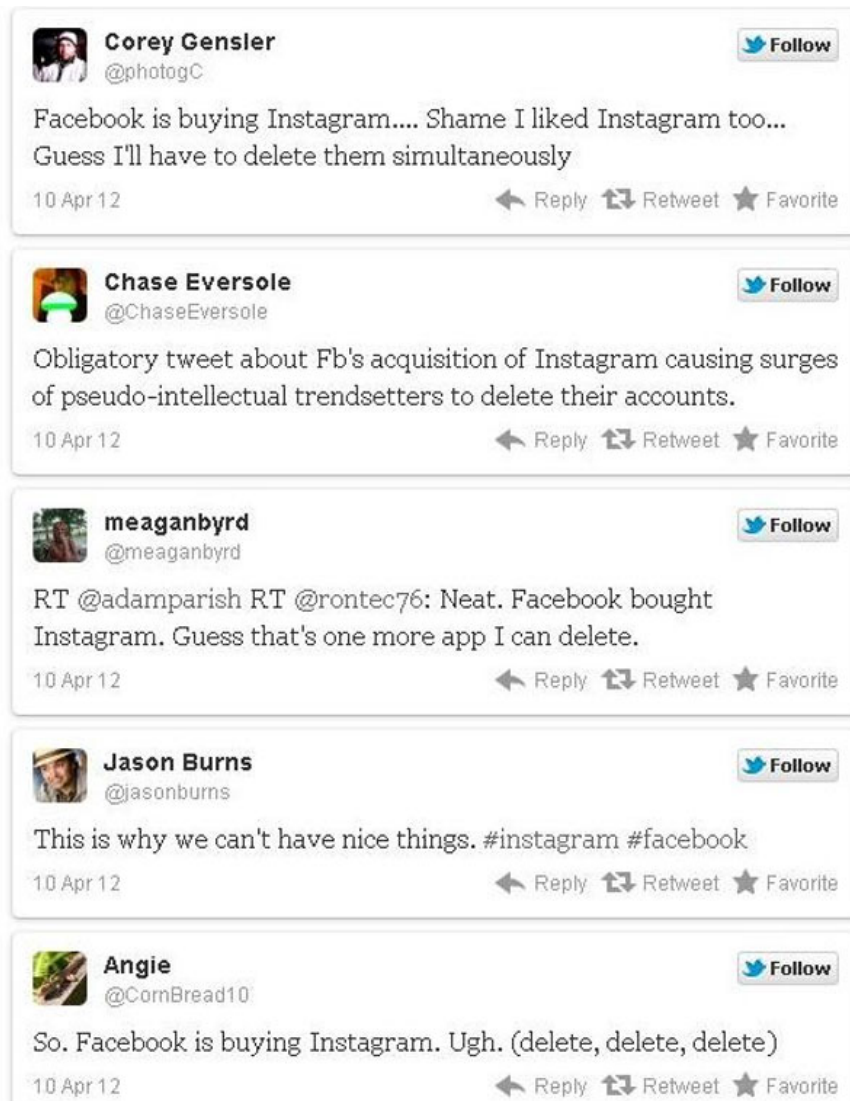 Corey Gensler
Follow
@photogC
Facebook is buying Instagram.... Shame I liked Instagram too...
Guess I'll have to delete them simultaneously
10 Apr 12 Reply Retweet Favorite
Chase Eversole
Follow
@ChaseEversole
Obligatory tweet about Fb's acquisition of Instagram causing surges
of pseudo-intellectual trendsetters to delete their accounts.
10 Apr 12 Reply Retweet Favorite
meaganbyrd
Follow
@meaganbyrd
RT @adamparish RT @rontec76: Neat. Facebook bought
Instagram. Guess that's one more app I can delete.
10 Apr 12 Reply Retweet Favorite
Jason Burns
Follow
@jasonburns
This is why we can't have nice things. #instagram #facebook
10 Apr 12 Reply Retweet Favorite
Angie
Follow
@CornBread10
So. Facebook is buying Instagram. Ugh. (delete, delete, delete)
10 Apr 12 Reply Retweet Favorite